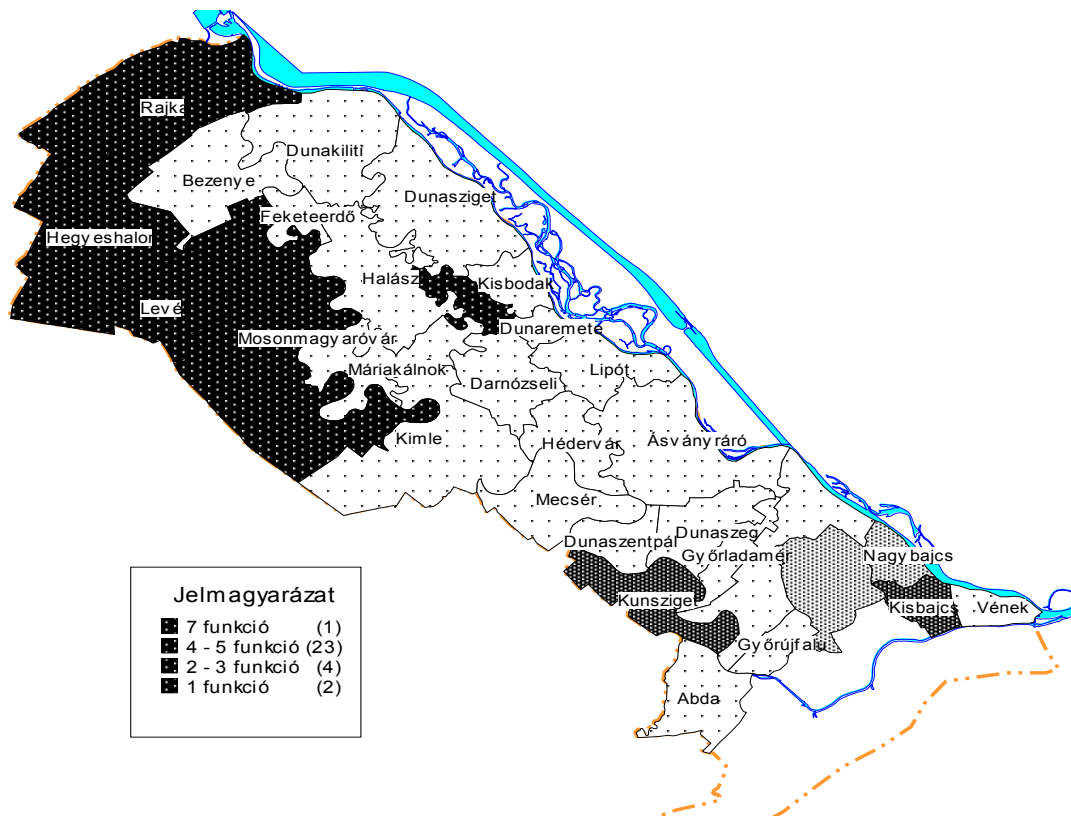 Rajka
Dunakiliti
Bezenye
Dunasziget
Feketeerdő
Hegyeshalom
Halász
Kisbodak
Levé
Dunaremete
Mosonmagyaróvár
Máriakálnok
Lipót
Darnózseli
Kimle
Hédervár
Ásványráró
Mecsér
Dunaszeg
Dunaszentpál
Győrladamér
Nagybajcs
Kunsziget
Kisbajcs
Vének
Győrújfalu
Abda
Jelmagyarázat
7 funkció (1)
4 - 5 funkció (23)
2 - 3 funkció (4)
1 funkció (2)